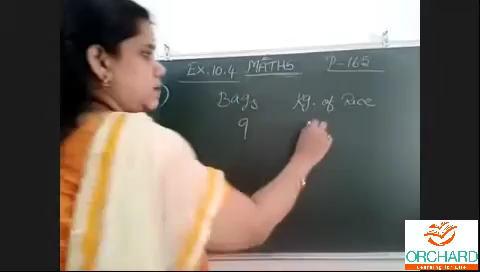 Ex.10.4 MATHS P-165
)
Bags Kg. of Rice
9
ORCHARD
Learning for Life